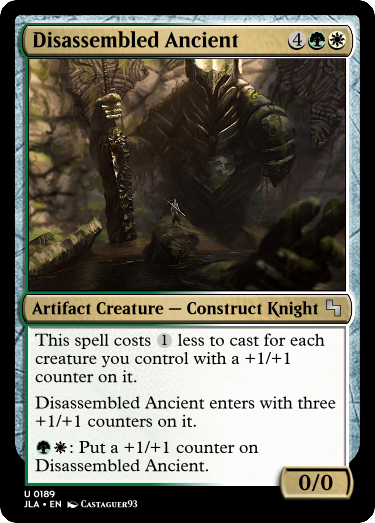 Disassembled Ancient 4
Artifact Creature — Construct Knight
This spell costs 1 less to cast for each
creature you control with a +1/+1
counter on it.
Disassembled Ancient enters with three
+1/+1 counters on it.
: Put a +1/+1 counter on
Disassembled Ancient.
0/0
U 0189
JLA • EN Castaguer93